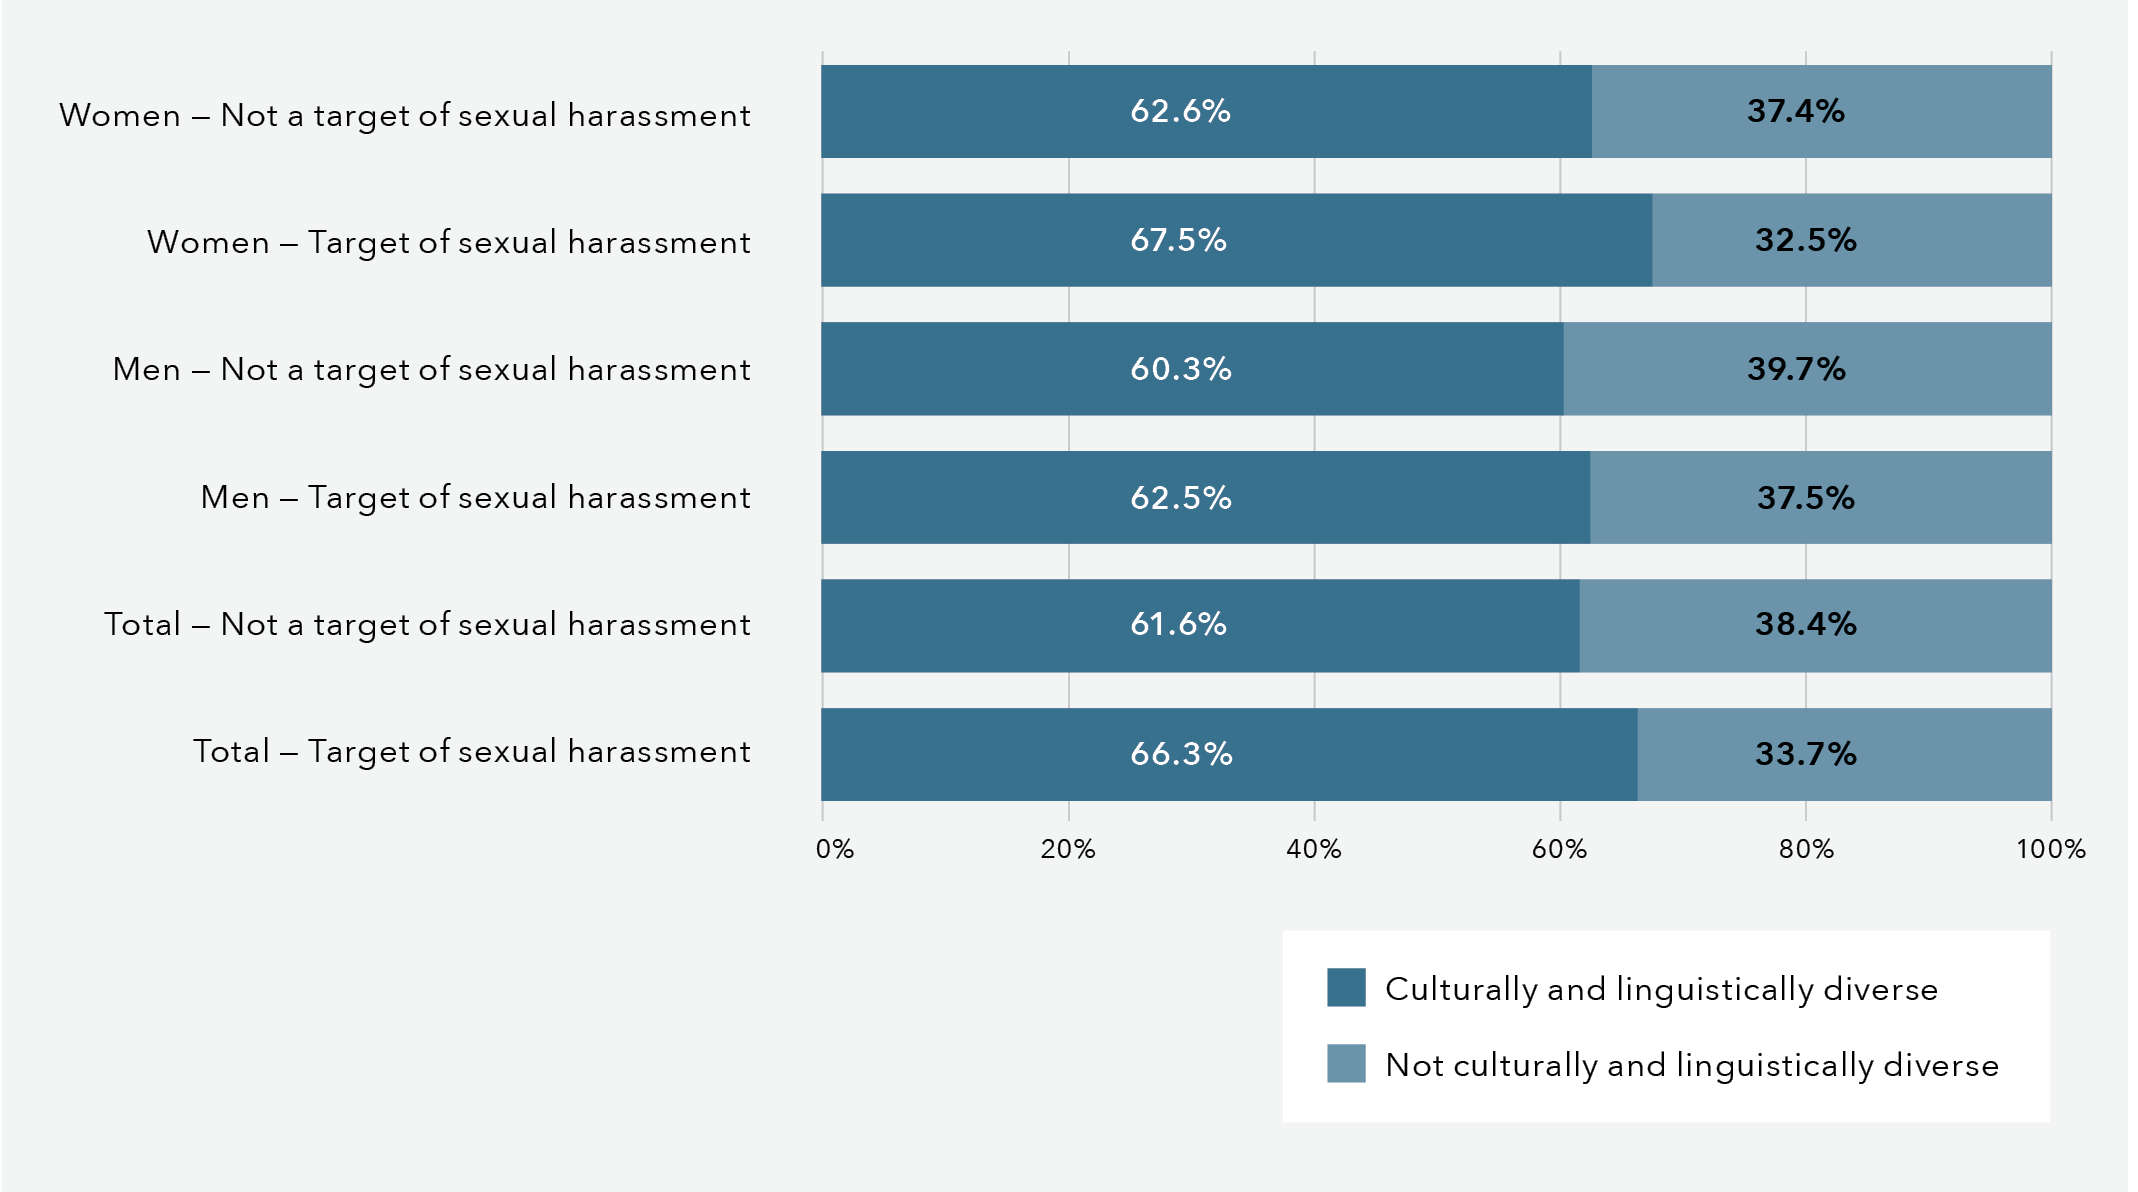 Women – Not a target of sexual harassment 62.6% 37.4%
Women – Target of sexual harassment 67.5% 32.5%
Men – Not a target of sexual harassment 60.3% 39.7%
Men – Target of sexual harassment 62.5% 37.5%
Total – Not a target of sexual harassment 61.6% 38.4%
Total – Target of sexual harassment 66.3% 33.7%
0% 20% 40% 60% 80% 100%
Culturally and linguistically diverse
Not culturally and linguistically diverse